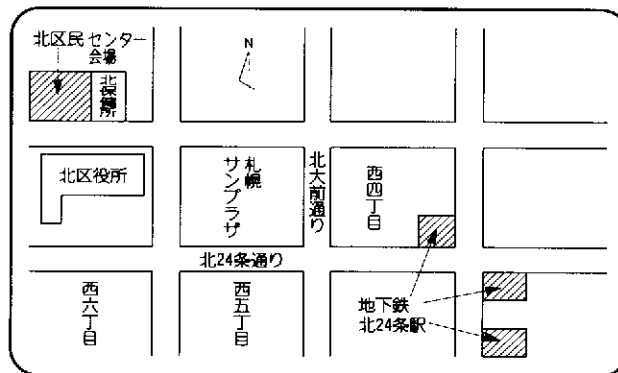 北区民センター
会場
北保健所
N
北区役所
札幌
サンプラザ
北大前通り
西四丁目
北24条通り
西六丁目
西五丁目
地下鉄
北24条駅